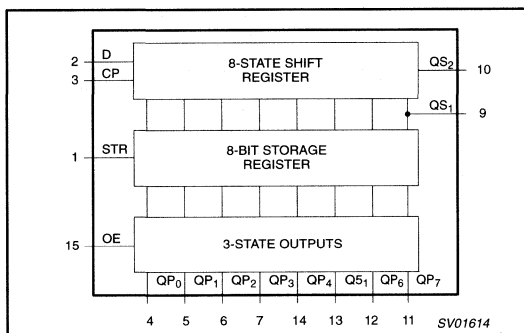 D
2
CP
3
8-STATE SHIFT
REGISTER
QS₂
10
QS₁
9
STR
1
8-BIT STORAGE
REGISTER
OE
15
3-STATE OUTPUTS
QP₀ QP₁ QP₂ QP₃ QP₄ Q5₁ QP₆ QP₇
4 5 6 7 14 13 12 11
SV01614